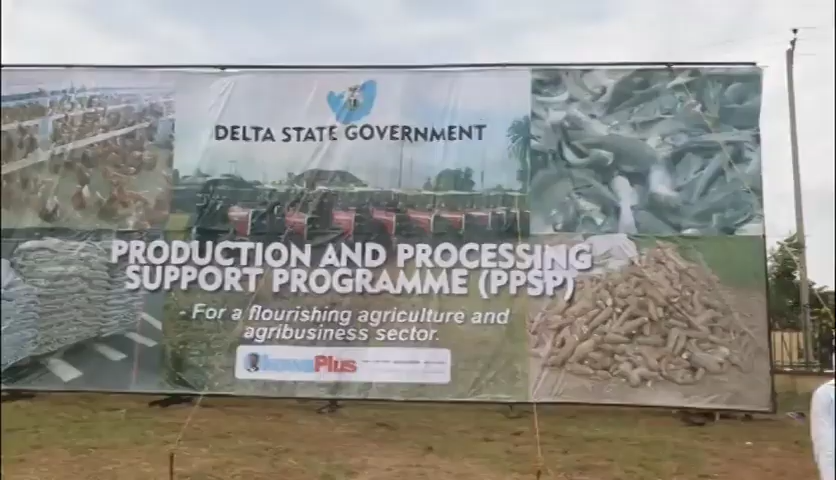 DELTA STATE GOVERNMENT
PRODUCTION AND PROCESSING
SUPPORT PROGRAMME (PPSP)
- For a flourishing agriculture and
agribusiness sector.
Plus